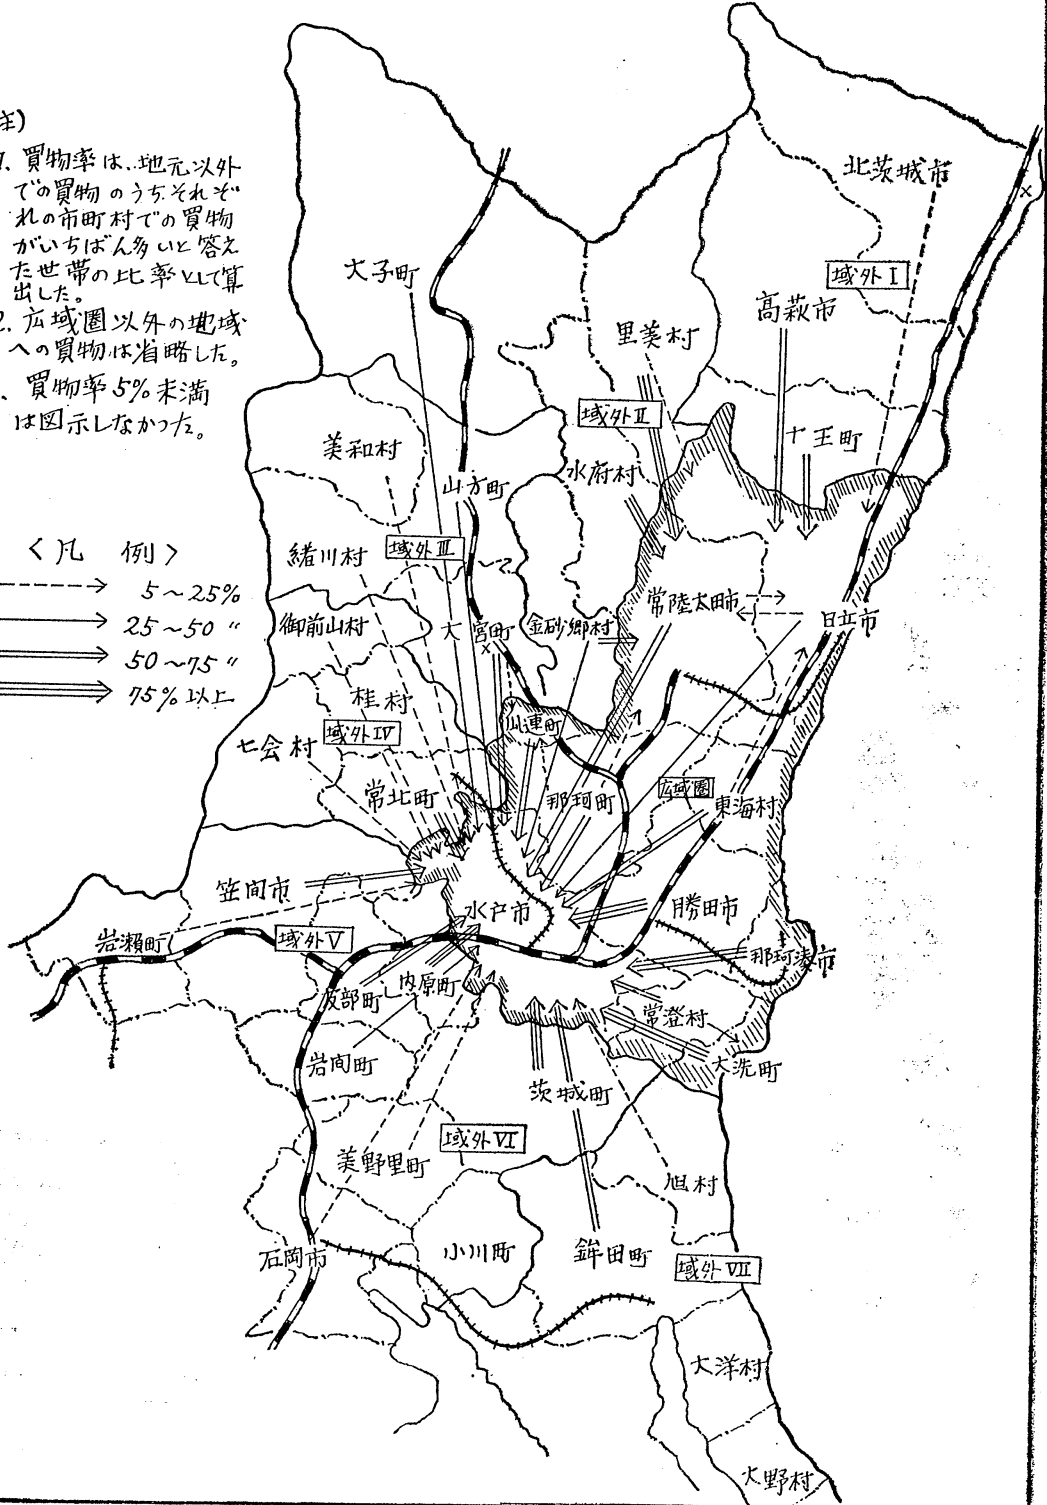 注)
1. 買物率は、地元以外
での買物のうちそれぞ
れの市町村での買物
がいちばん多いと答え
た世帯の比率として算
出した。
2. 広域圏以外の地域
への買物は省略した。
、買物率5%未満
は図示しなかった。
<凡 例>
5~25%
25~50 〃
50~75 〃
75%以上
北茨城市
域外I
大子町
高萩市
里美村
域外II
十王町
美和村
水府村
山方町
緒川村
域外III
常陸太田市
日立市
御前山村
大宮町
金砂郷村
桂村
瓜連町
七会村
域外IV
常北町
那珂町
広域圏
東海村
笠間市
水戸市
勝田市
岩瀬町
域外V
那珂湊市
友部町
内原町
常澄村
岩間町
大洗町
茨城町
域外VI
美野里町
旭村
石岡市
小川町
鉾田町
域外VII
大洋村
大野村